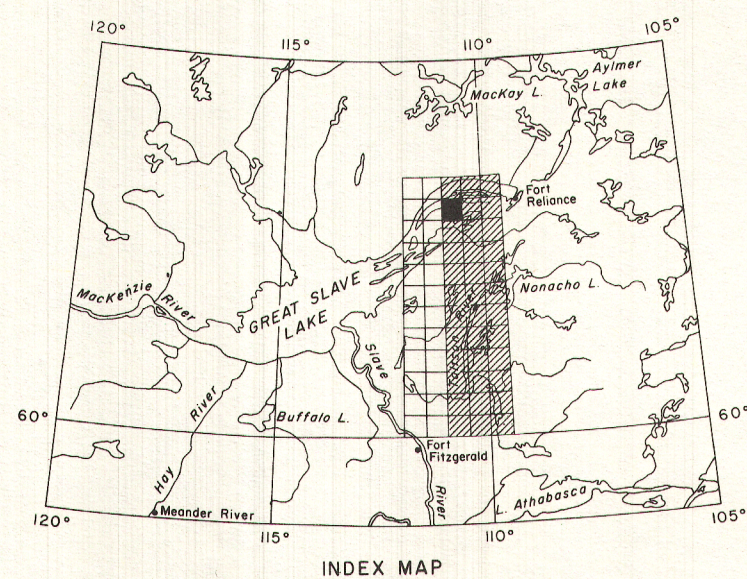 120°
115°
110°
105°
Aylmer
Lake
MacKay L.
Fort
Reliance
MacKenzie
River
GREAT SLAVE
LAKE
Nonacho L.
Taltson River
Slave
River
60°
60°
Hay
River
Buffalo L.
Fort
Fitzgerald
L. Athabasca
Meander River
120°
115°
110°
105°
INDEX MAP